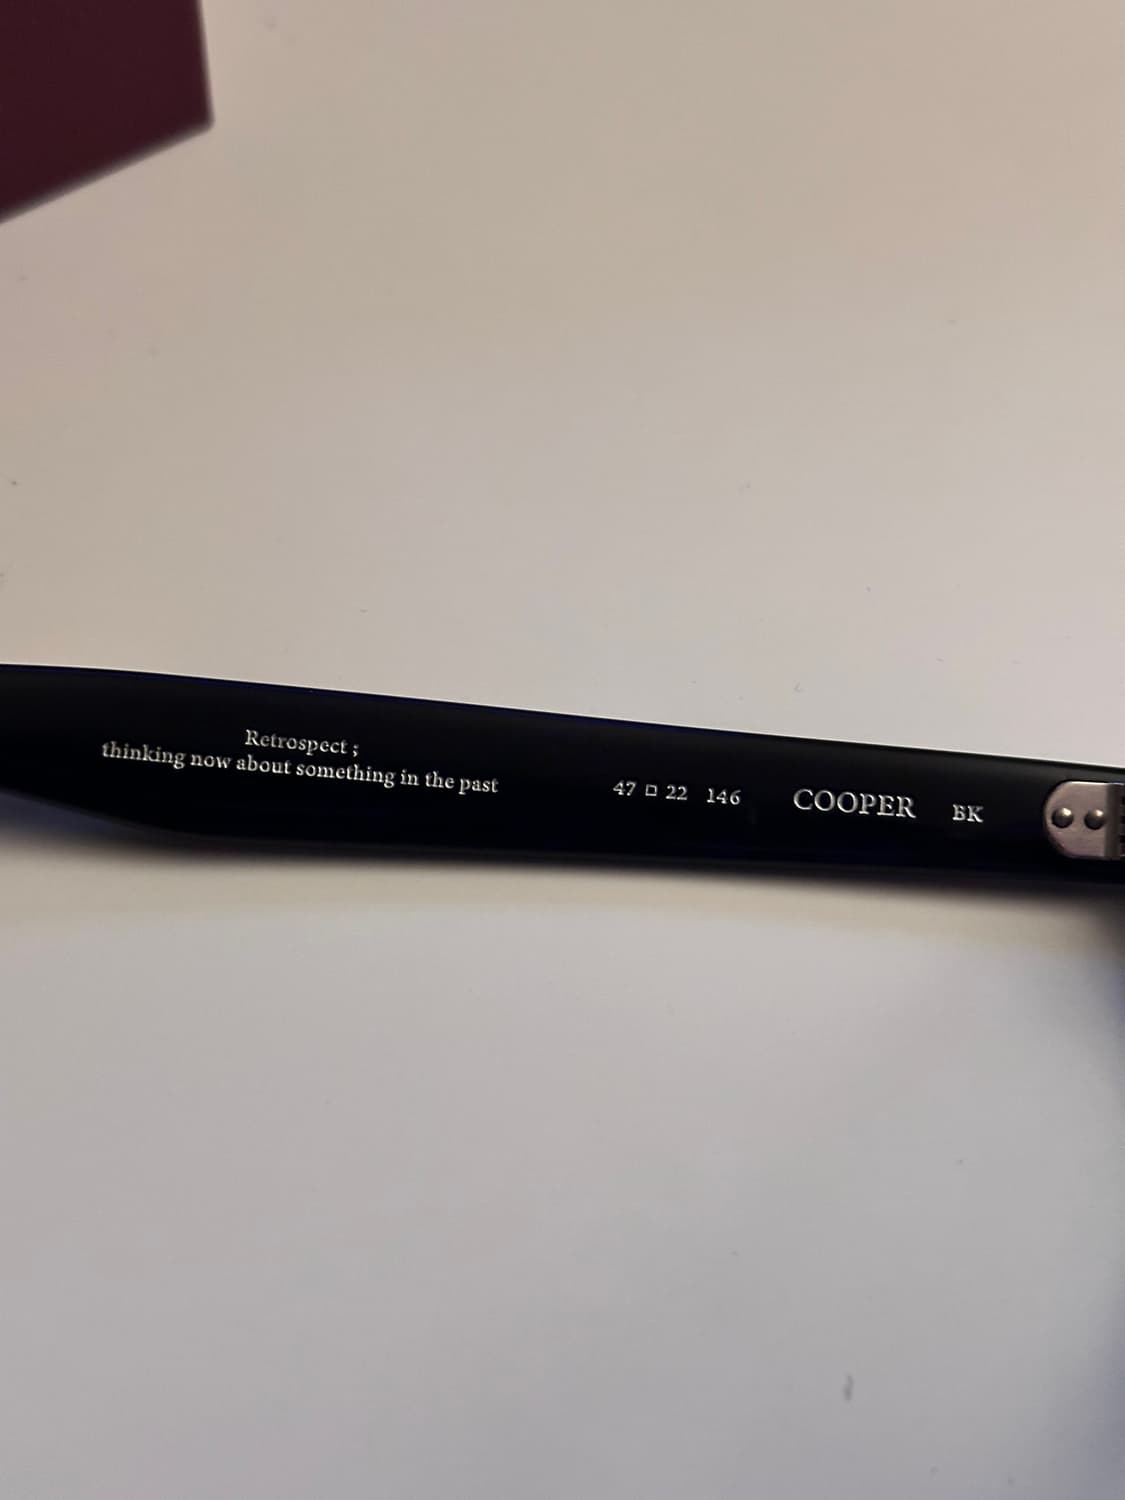 Retrospect ;
thinking now about something in the past
47 □ 22 146 COOPER BK